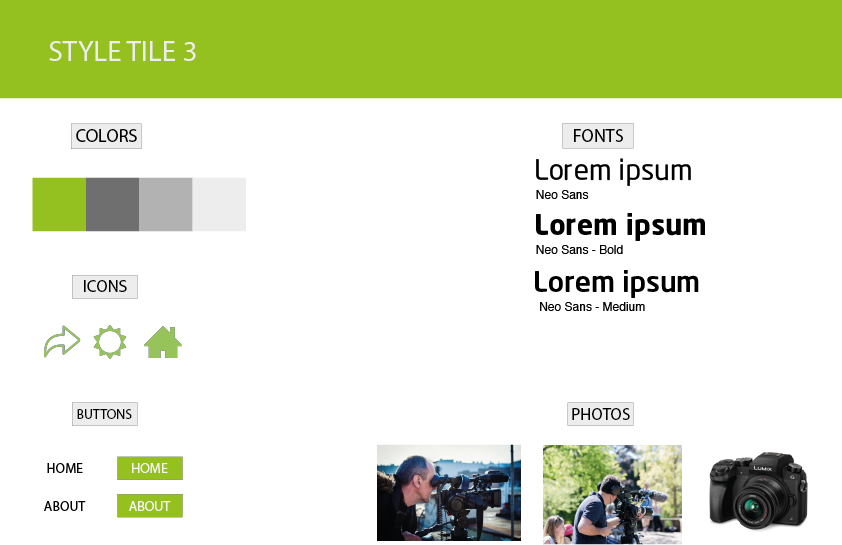 STYLE TILE 3
COLORS
ICONS
BUTTONS
HOME HOME
ABOUT ABOUT
FONTS
Lorem ipsum
Neo Sans
Lorem ipsum
Neo Sans - Bold
Lorem ipsum
Neo Sans - Medium
PHOTOS
LUMIX
G